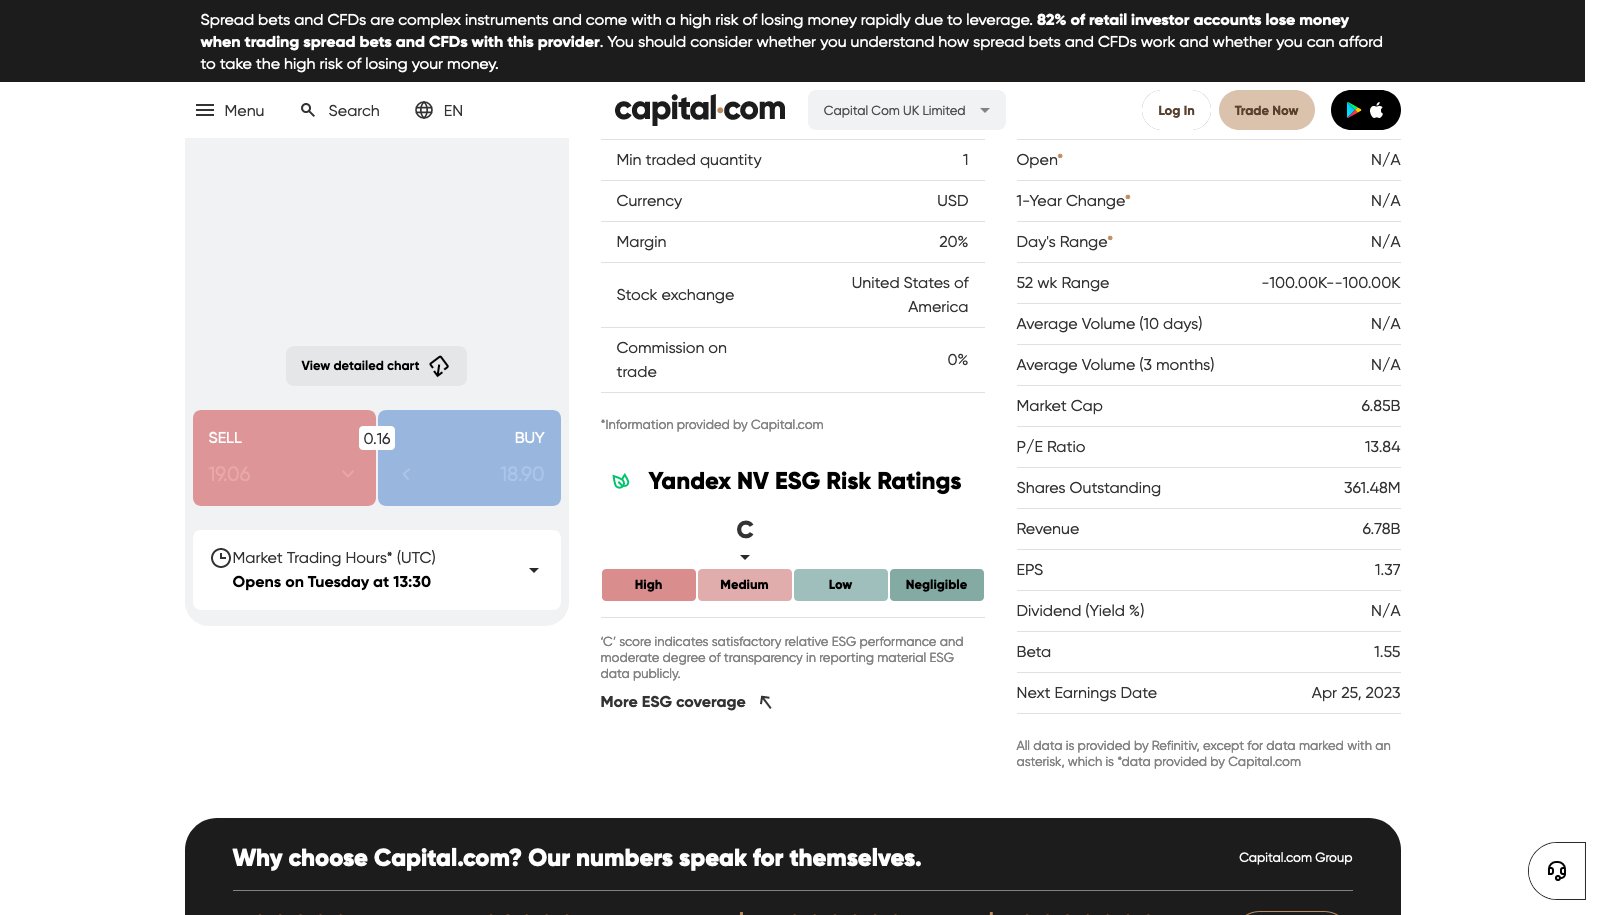 Spread bets and CFDs are complex instruments and come with a high risk of losing money rapidly due to leverage. 82% of retail investor accounts lose money
when trading spread bets and CFDs with this provider. You should consider whether you understand how spread bets and CFDs work and whether you can afford
to take the high risk of losing your money.
Menu
Search
EN
capital.com
Capital Com UK Limited
Log In
Trade Now
View detailed chart
SELL
19.06
0.16
BUY
18.90
Market Trading Hours* (UTC)
Opens on Tuesday at 13:30
Min traded quantity 1
Currency USD
Margin 20%
Stock exchange United States of
America
Commission on
trade 0%
*Information provided by Capital.com
Yandex NV ESG Risk Ratings
C
High Medium Low Negligible
'C' score indicates satisfactory relative ESG performance and
moderate degree of transparency in reporting material ESG
data publicly.
More ESG coverage
Open* N/A
1-Year Change* N/A
Day's Range* N/A
52 wk Range -100.00K--100.00K
Average Volume (10 days) N/A
Average Volume (3 months) N/A
Market Cap 6.85B
P/E Ratio 13.84
Shares Outstanding 361.48M
Revenue 6.78B
EPS 1.37
Dividend (Yield %) N/A
Beta 1.55
Next Earnings Date Apr 25, 2023
All data is provided by Refinitiv, except for data marked with an
asterisk, which is *data provided by Capital.com
Why choose Capital.com? Our numbers speak for themselves.
Capital.com Group